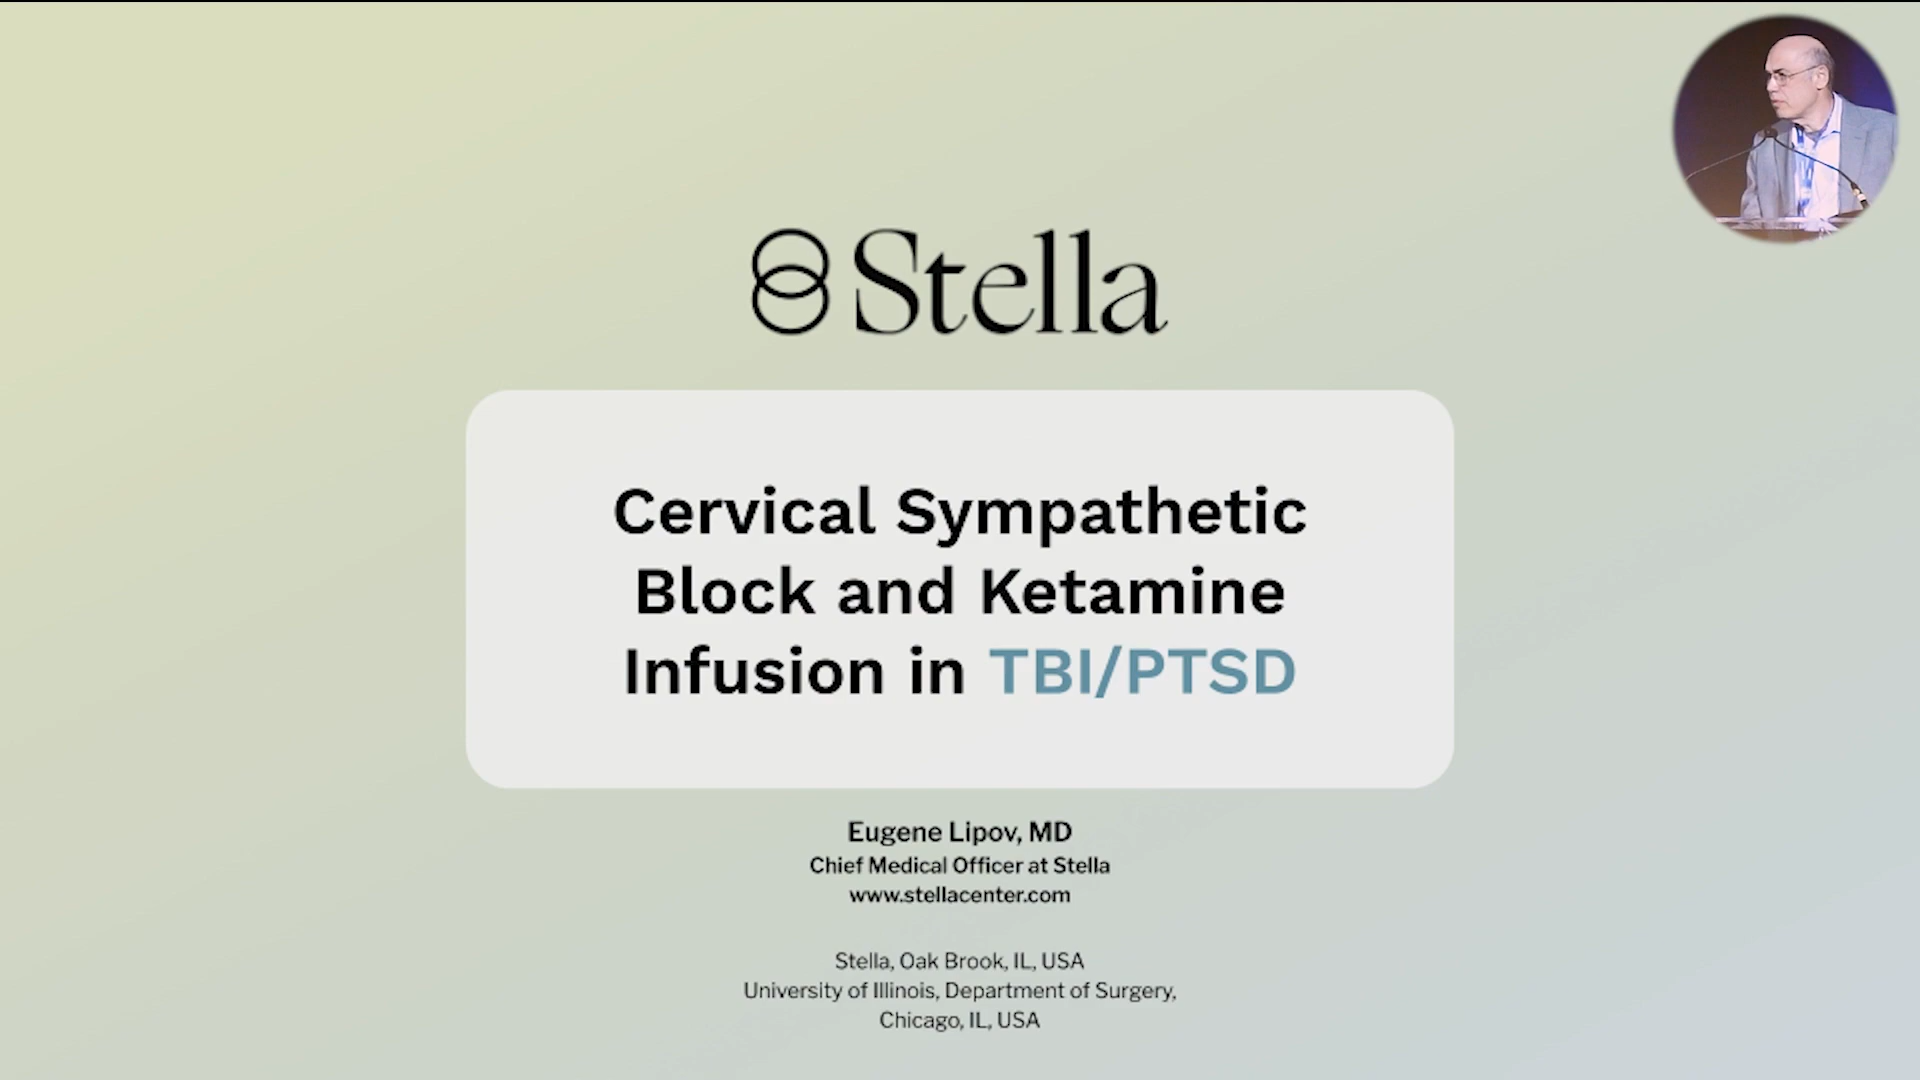 Stella
Cervical Sympathetic
Block and Ketamine
Infusion in TBI/PTSD
Eugene Lipov, MD
Chief Medical Officer at Stella
www.stellacenter.com
Stella, Oak Brook, IL, USA
University of Illinois, Department of Surgery,
Chicago, IL, USA